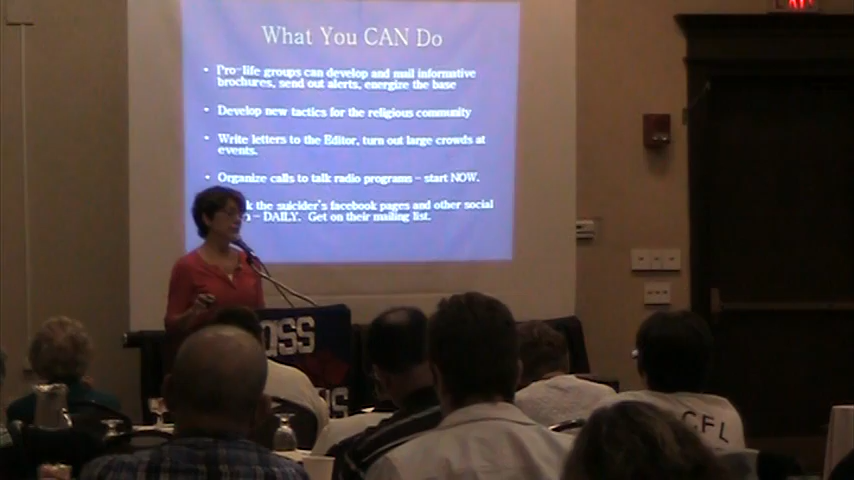 What You CAN Do
• Pro-life groups can develop and mail informative
brochures, send out alerts, energize the base
• Develop new tactics for the religious community
• Write letters to the Editor, turn out large crowds at
events.
• Organize calls to talk radio programs – start NOW.
the suicider's facebook pages and other social
– DAILY. Get on their mailing list.
ass
CFL